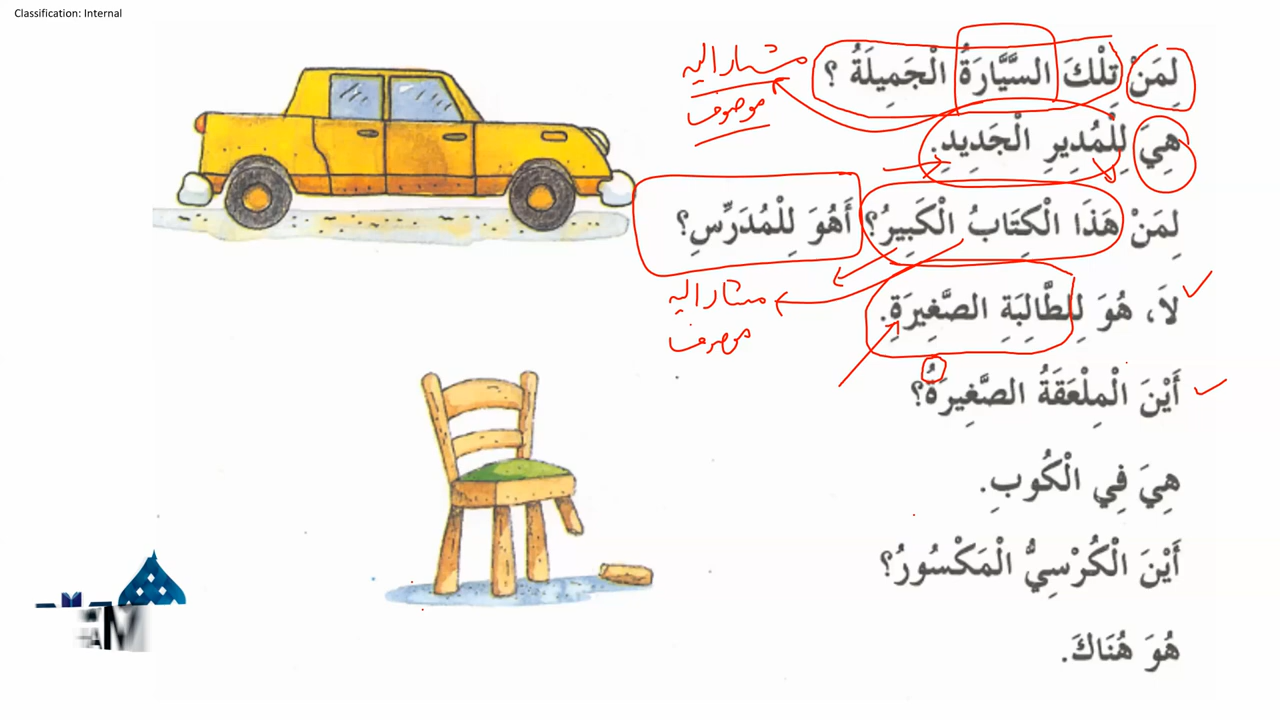 Classification: Internal
لِمَنْ تِلْكَ السَّيَّارَةُ الْجَمِيلَةُ ؟
مشار اليه
موصوف
هِيَ لِلْمُدِيرِ الْجَدِيدِ.
لِمَنْ هَذَا الْكِتَابُ الْكَبِيرُ؟ أَهُوَ لِلْمُدَرِّسِ؟
مشار اليه
موصوف
لاَ، هُوَ لِلطَّالِبَةِ الصَّغِيرَةِ.
أَيْنَ الْمِلْعَقَةُ الصَّغِيرَةُ؟
هِيَ فِي الْكُوبِ.
أَيْنَ الْكُرْسِيُّ الْمَكْسُورُ؟
هُوَ هُنَاكَ.